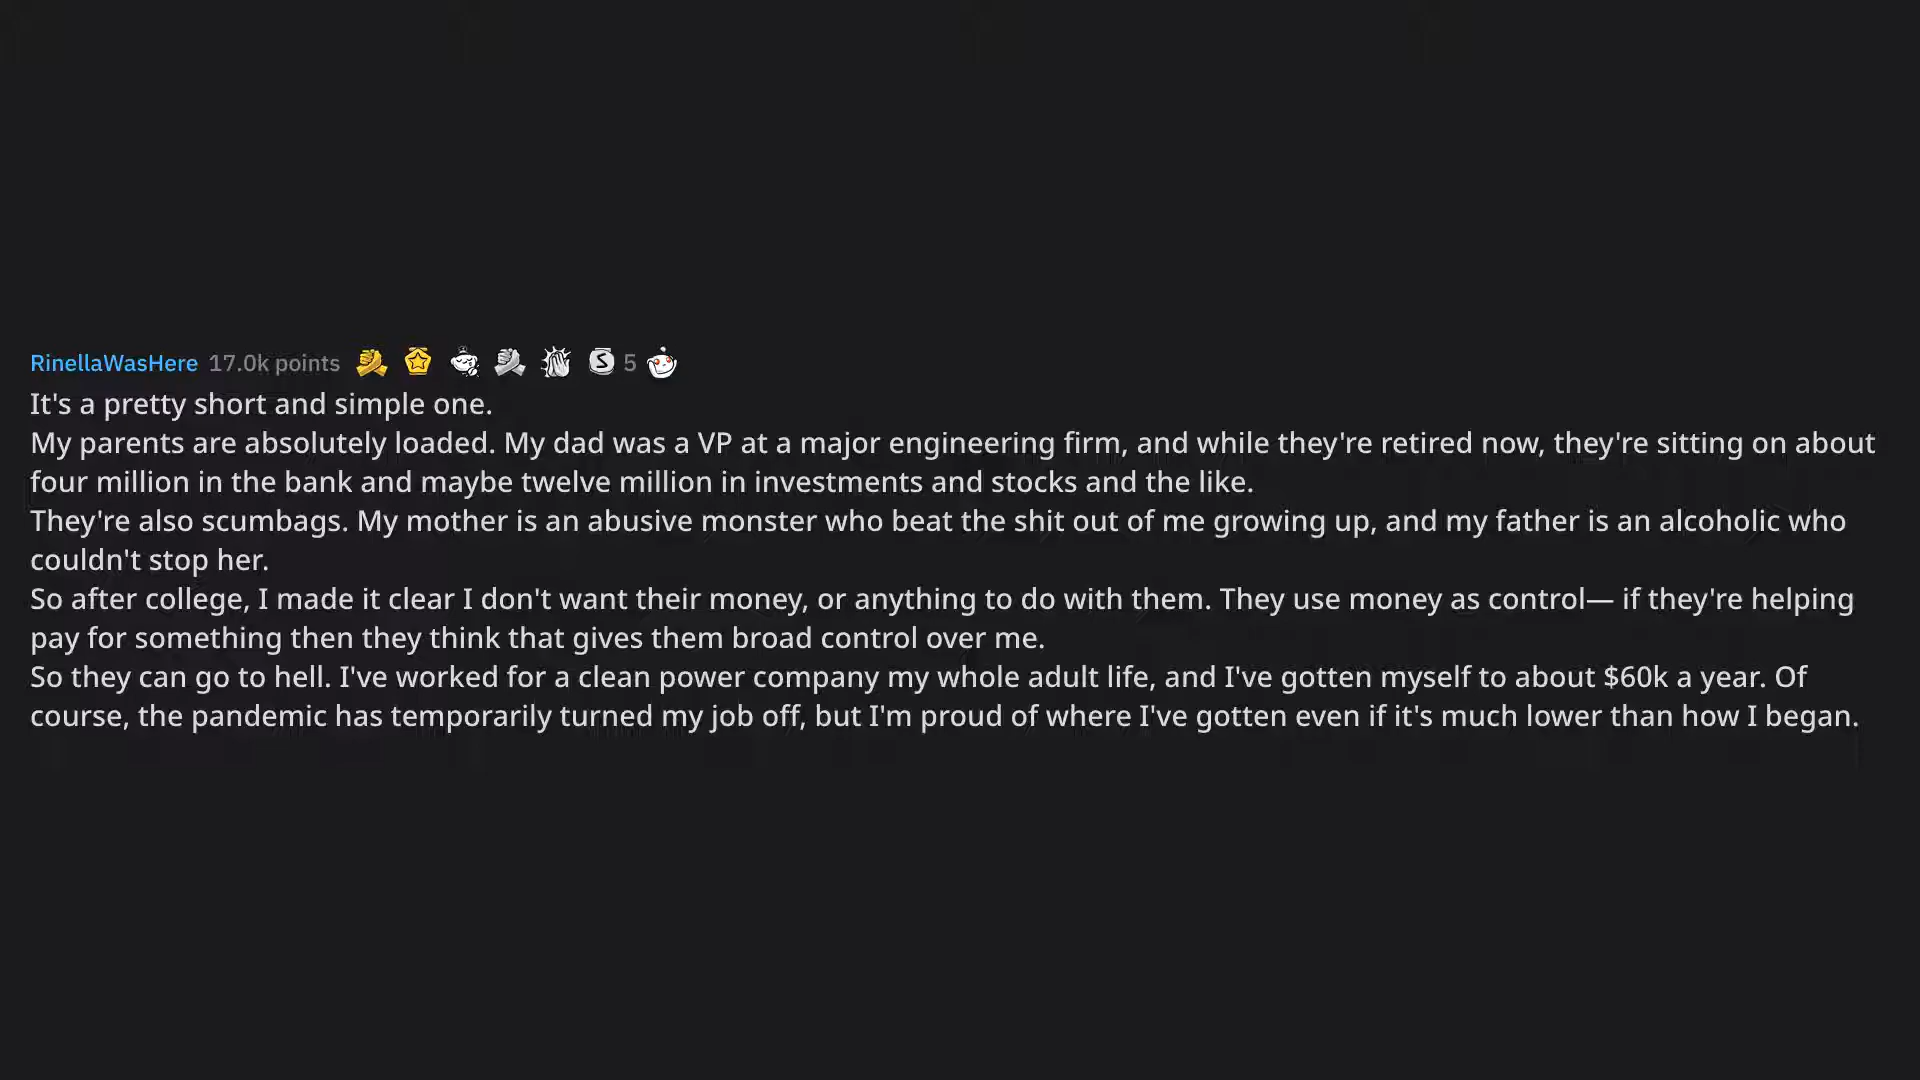 RinellaWasHere 17.0k points 5
It's a pretty short and simple one.
My parents are absolutely loaded. My dad was a VP at a major engineering firm, and while they're retired now, they're sitting on about
four million in the bank and maybe twelve million in investments and stocks and the like.
They're also scumbags. My mother is an abusive monster who beat the shit out of me growing up, and my father is an alcoholic who
couldn't stop her.
So after college, I made it clear I don't want their money, or anything to do with them. They use money as control— if they're helping
pay for something then they think that gives them broad control over me.
So they can go to hell. I've worked for a clean power company my whole adult life, and I've gotten myself to about $60k a year. Of
course, the pandemic has temporarily turned my job off, but I'm proud of where I've gotten even if it's much lower than how I began.